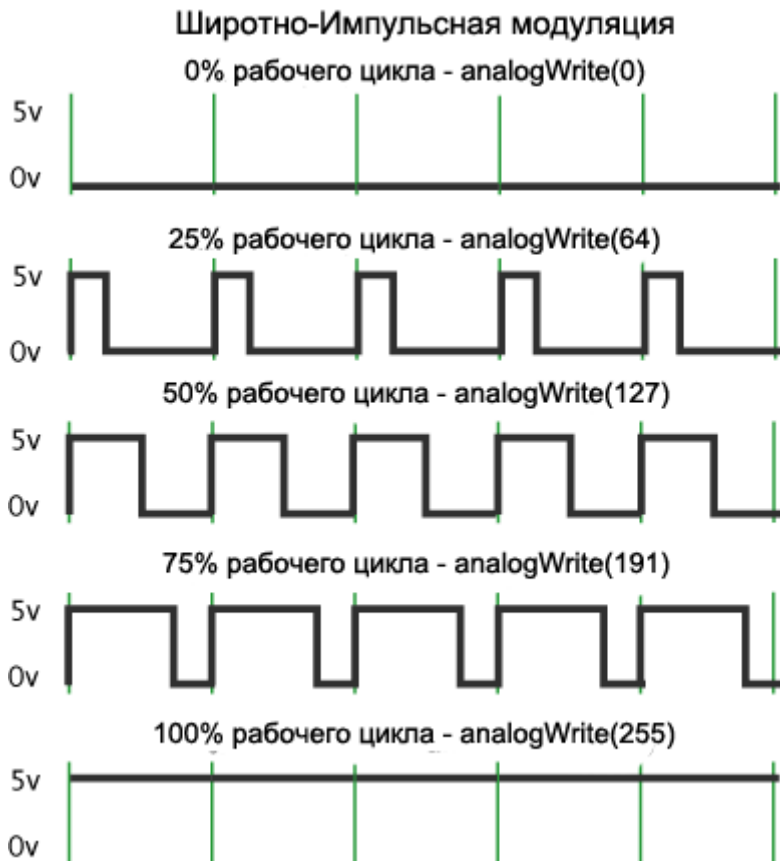 Широтно-Импульсная модуляция
0% рабочего цикла - analogWrite(0)
5v
0v
25% рабочего цикла - analogWrite(64)
5v
0v
50% рабочего цикла - analogWrite(127)
5v
0v
75% рабочего цикла - analogWrite(191)
5v
0v
100% рабочего цикла - analogWrite(255)
5v
0v